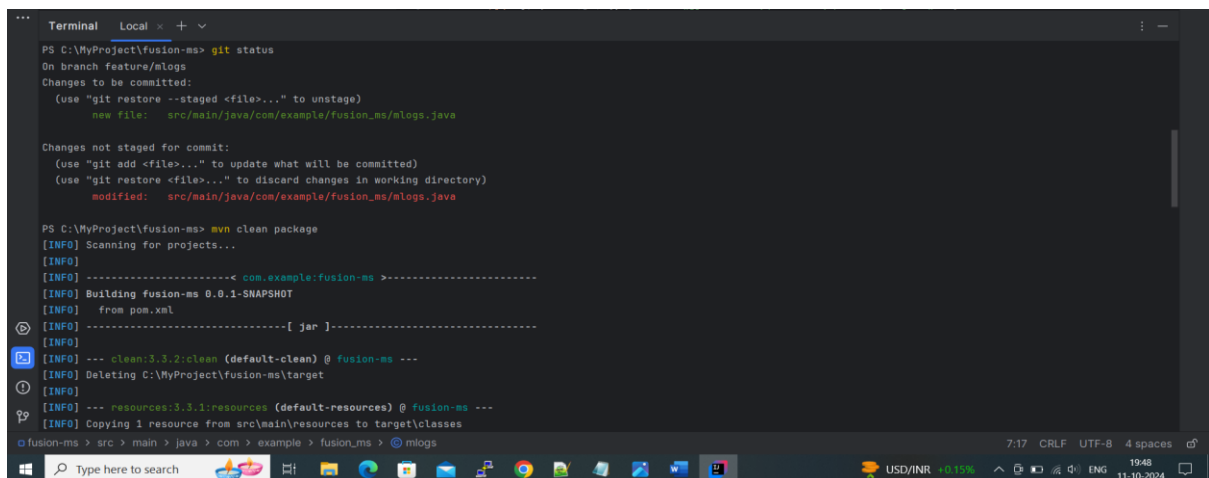 Terminal Local × + ∨
PS C:\MyProject\fusion-ms> git status
On branch feature/mlogs
Changes to be committed:
  (use "git restore --staged <file>..." to unstage)
        new file:   src/main/java/com/example/fusion_ms/mlogs.java

Changes not staged for commit:
  (use "git add <file>..." to update what will be committed)
  (use "git restore <file>..." to discard changes in working directory)
        modified:   src/main/java/com/example/fusion_ms/mlogs.java

PS C:\MyProject\fusion-ms> mvn clean package
[INFO] Scanning for projects...
[INFO]
[INFO] -----------------------< com.example:fusion-ms >------------------------
[INFO] Building fusion-ms 0.0.1-SNAPSHOT
[INFO]   from pom.xml
[INFO] --------------------------------[ jar ]---------------------------------
[INFO]
[INFO] --- clean:3.3.2:clean (default-clean) @ fusion-ms ---
[INFO] Deleting C:\MyProject\fusion-ms\target
[INFO]
[INFO] --- resources:3.3.1:resources (default-resources) @ fusion-ms ---
[INFO] Copying 1 resource from src\main\resources to target\classes
fusion-ms > src > main > java > com > example > fusion_ms > mlogs 7:17 CRLF UTF-8 4 spaces
Type here to search USD/INR +0.15% ENG 19:48
11-10-2024